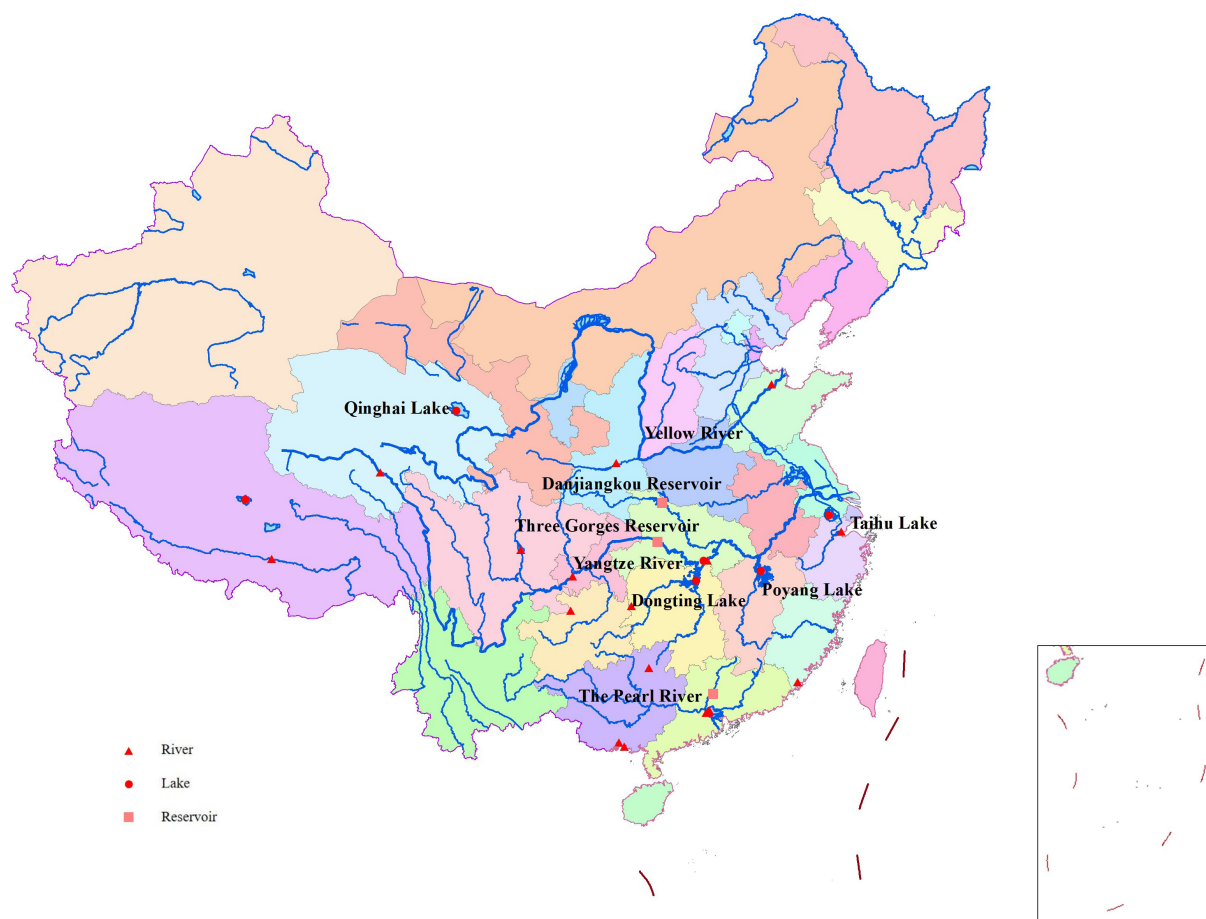 Qinghai Lake
Yellow River
Danjiangkou Reservoir
Three Gorges Reservoir
Taihu Lake
Yangtze River
Poyang Lake
Dongting Lake
The Pearl River
River
Lake
Reservoir